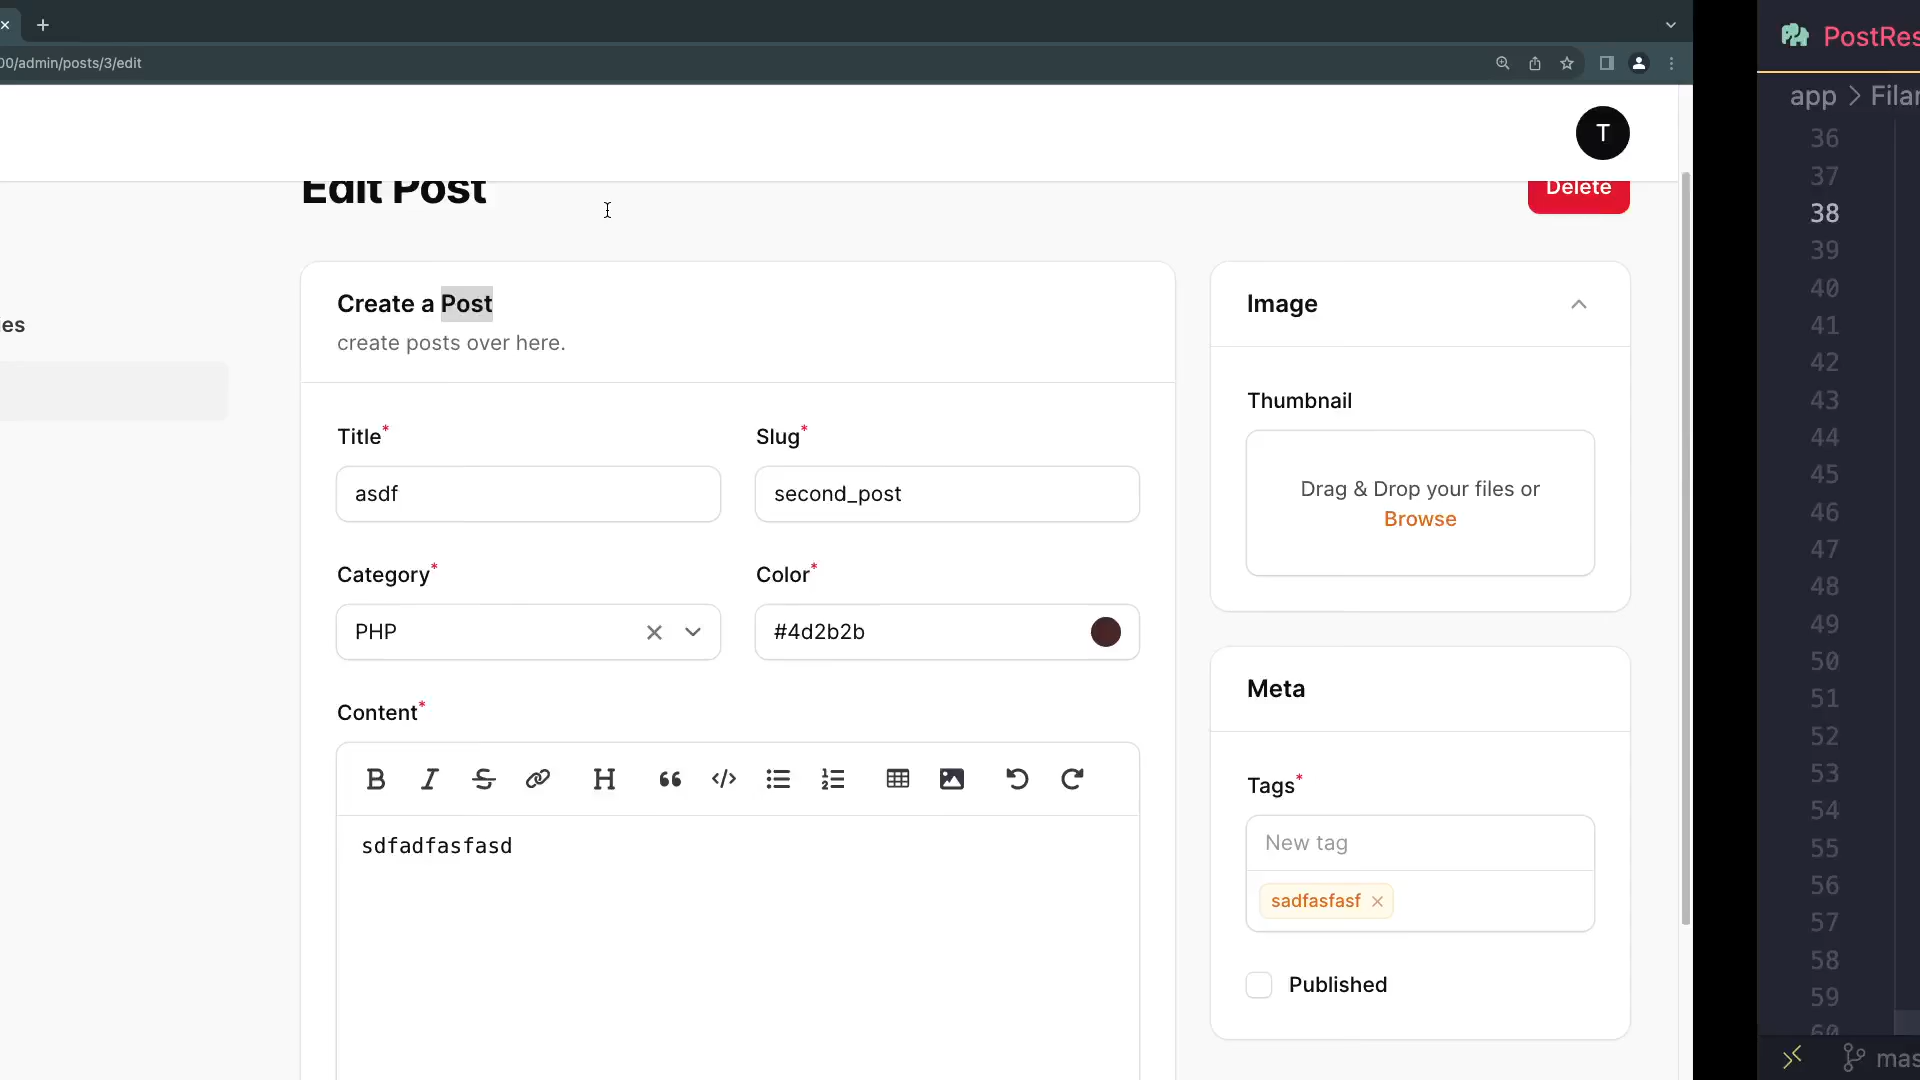 00/admin/posts/3/edit
T
Edit Post
Delete
ies
Create a Post
create posts over here.
Title*
asdf
Slug*
second_post
Category*
PHP
Color*
#4d2b2b
Content*
sdfadfasfasd
Image
Thumbnail
Drag & Drop your files or
Browse
Meta
Tags*
New tag
sadfasfasf
Published
PostRes
app > Filar
36
37
38
39
40
41
42
43
44
45
46
47
48
49
50
51
52
53
54
55
56
57
58
59
60
mas